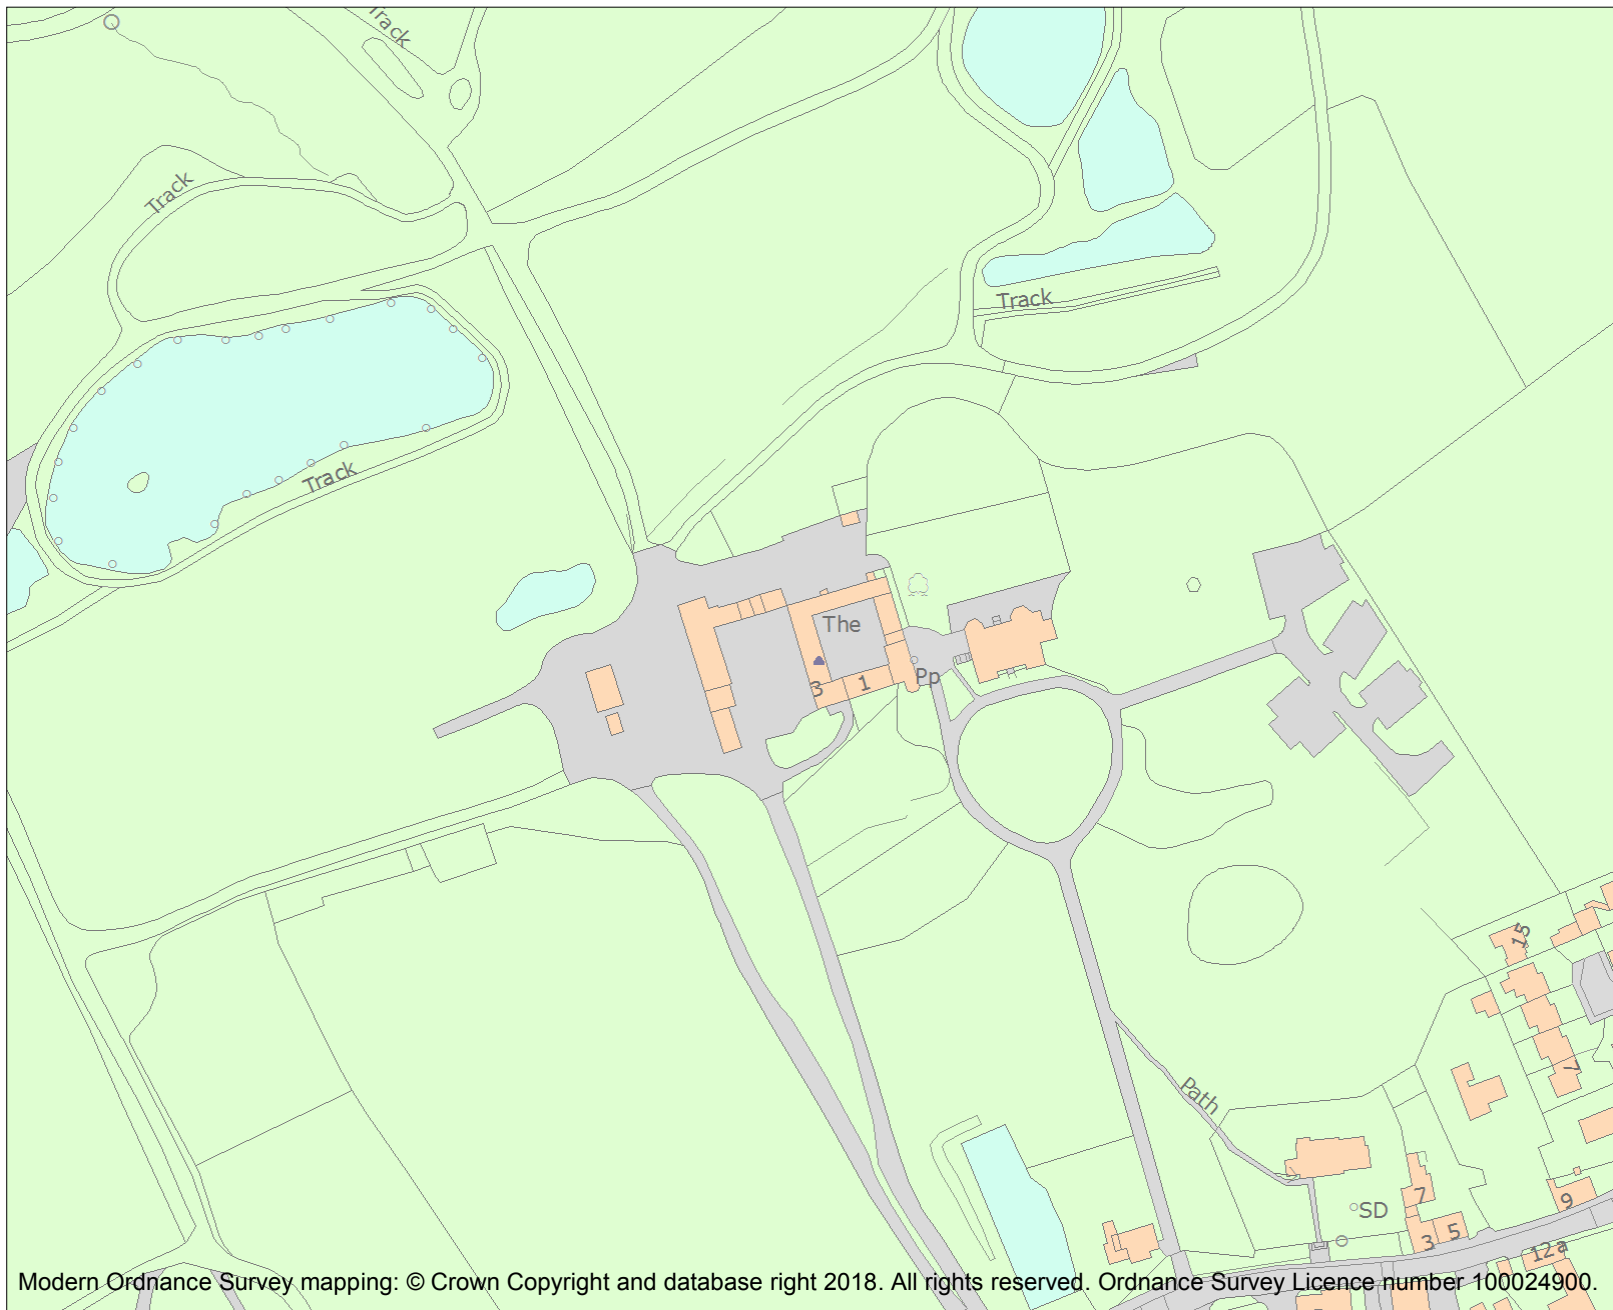 Track
Track
Track
Track
The
Pp
3
1
15
7
Path
7
SD
9
5
3
12a
Modern Ordnance Survey mapping: © Crown Copyright and database right 2018. All rights reserved. Ordnance Survey Licence number 100024900.